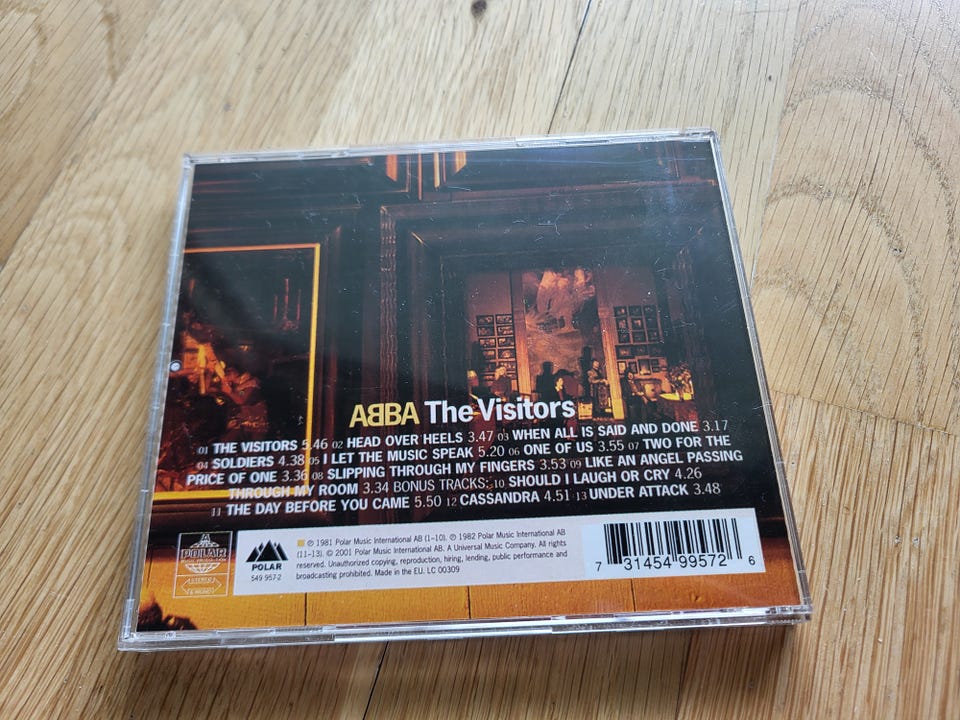 ABBA The Visitors
01 THE VISITORS 5.46 02 HEAD OVER HEELS 3.47 03 WHEN ALL IS SAID AND DONE 3.17
04 SOLDIERS 4.38 05 I LET THE MUSIC SPEAK 5.20 06 ONE OF US 3.55 07 TWO FOR THE
PRICE OF ONE 3.36 08 SLIPPING THROUGH MY FINGERS 3.53 09 LIKE AN ANGEL PASSING
THROUGH MY ROOM 3.34 BONUS TRACKS: 10 SHOULD I LAUGH OR CRY 4.26
11 THE DAY BEFORE YOU CAME 5.50 12 CASSANDRA 4.51 13 UNDER ATTACK 3.48
POLAR
STEREO
POLAR
549 957-2
℗ 1981 Polar Music International AB (1–10). ℗ 1982 Polar Music International AB
(11-13). © 2001 Polar Music International AB. A Universal Music Company. All rights
reserved. Unauthorized copying, reproduction, hiring, lending, public performance and
broadcasting prohibited. Made in the EU. LC 00309
7 31454 99572 6